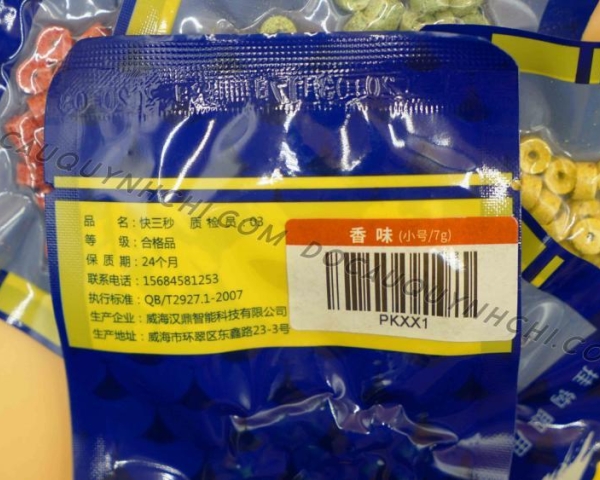 品 名:快三秒 质 检 员 : 03
等 级:合格品
保 质 期:24个月
联系电话:15684581253
执行标准:QB/T2927.1-2007
生产企业:威海汉鼎智能科技有限公司
生产地址:威海市环翠区东鑫路23-3号
香 味 (小号/7g)
PKXX1
CAUQUYNHCHI.COM DOCAUQUYNHCHI.COM